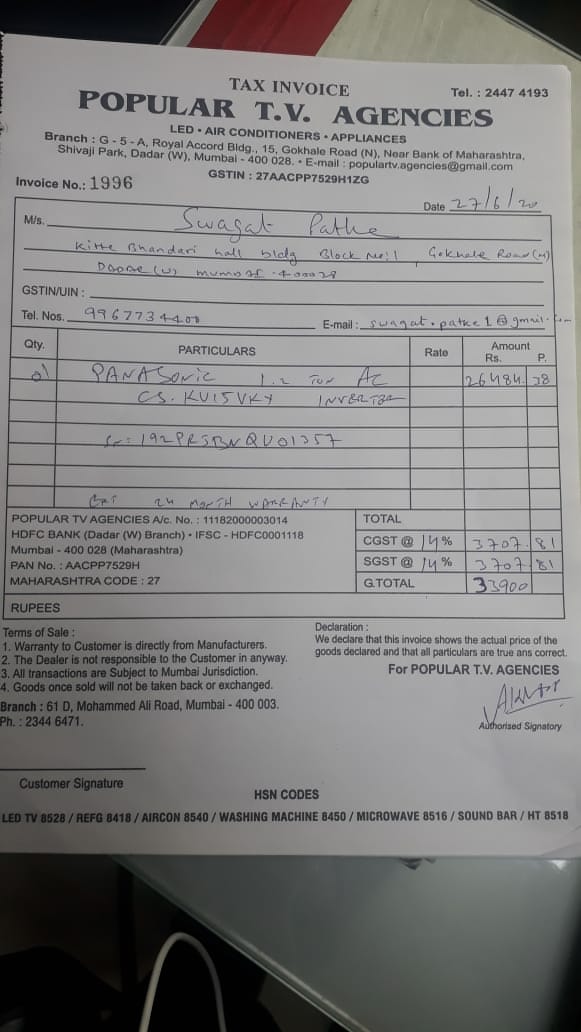 TAX INVOICE
Tel. : 2447 4193
POPULAR T.V. AGENCIES
LED • AIR CONDITIONERS • APPLIANCES
Branch : G - 5 - A, Royal Accord Bldg., 15, Gokhale Road (N), Near Bank of Maharashtra,
Shivaji Park, Dadar (W), Mumbai - 400 028. • E-mail : populartv.agencies@gmail.com
GSTIN : 27AACPP7529H1ZG
Invoice No.: 1996
Date 27/6/20
M/s. Swagat Patke
Bhandari hall bldg Block No: 1, Gokhale Road (N)
(W) 400028
GSTIN/UIN :
Tel. Nos. 9967734400 E-mail : swagat.patke1@gmail.com
Qty. PARTICULARS Rate Amount
Rs. P.
01 PANASonic 1.2 Ton AC 26484.38
CS. KU15VKY INVERTER
Sr: 192PRSBNQU01357
24 MONTH WARRANTY
POPULAR TV AGENCIES A/c. No. : 11182000003014 TOTAL
HDFC BANK (Dadar (W) Branch) • IFSC - HDFC0001118 CGST @ 14 % 3707.81
Mumbai - 400 028 (Maharashtra)
PAN No. : AACPP7529H SGST @ 14 % 3707.81
MAHARASHTRA CODE : 27 G.TOTAL 33900
RUPEES
Terms of Sale :
1. Warranty to Customer is directly from Manufacturers.
2. The Dealer is not responsible to the Customer in anyway.
3. All transactions are Subject to Mumbai Jurisdiction.
4. Goods once sold will not be taken back or exchanged.
Branch : 61 D, Mohammed Ali Road, Mumbai - 400 003.
Ph. : 2344 6471.
Declaration :
We declare that this invoice shows the actual price of the
goods declared and that all particulars are true ans correct.
For POPULAR T.V. AGENCIES
Authorised Signatory
Customer Signature
HSN CODES
LED TV 8528 / REFG 8418 / AIRCON 8540 / WASHING MACHINE 8450 / MICROWAVE 8516 / SOUND BAR / HT 8518